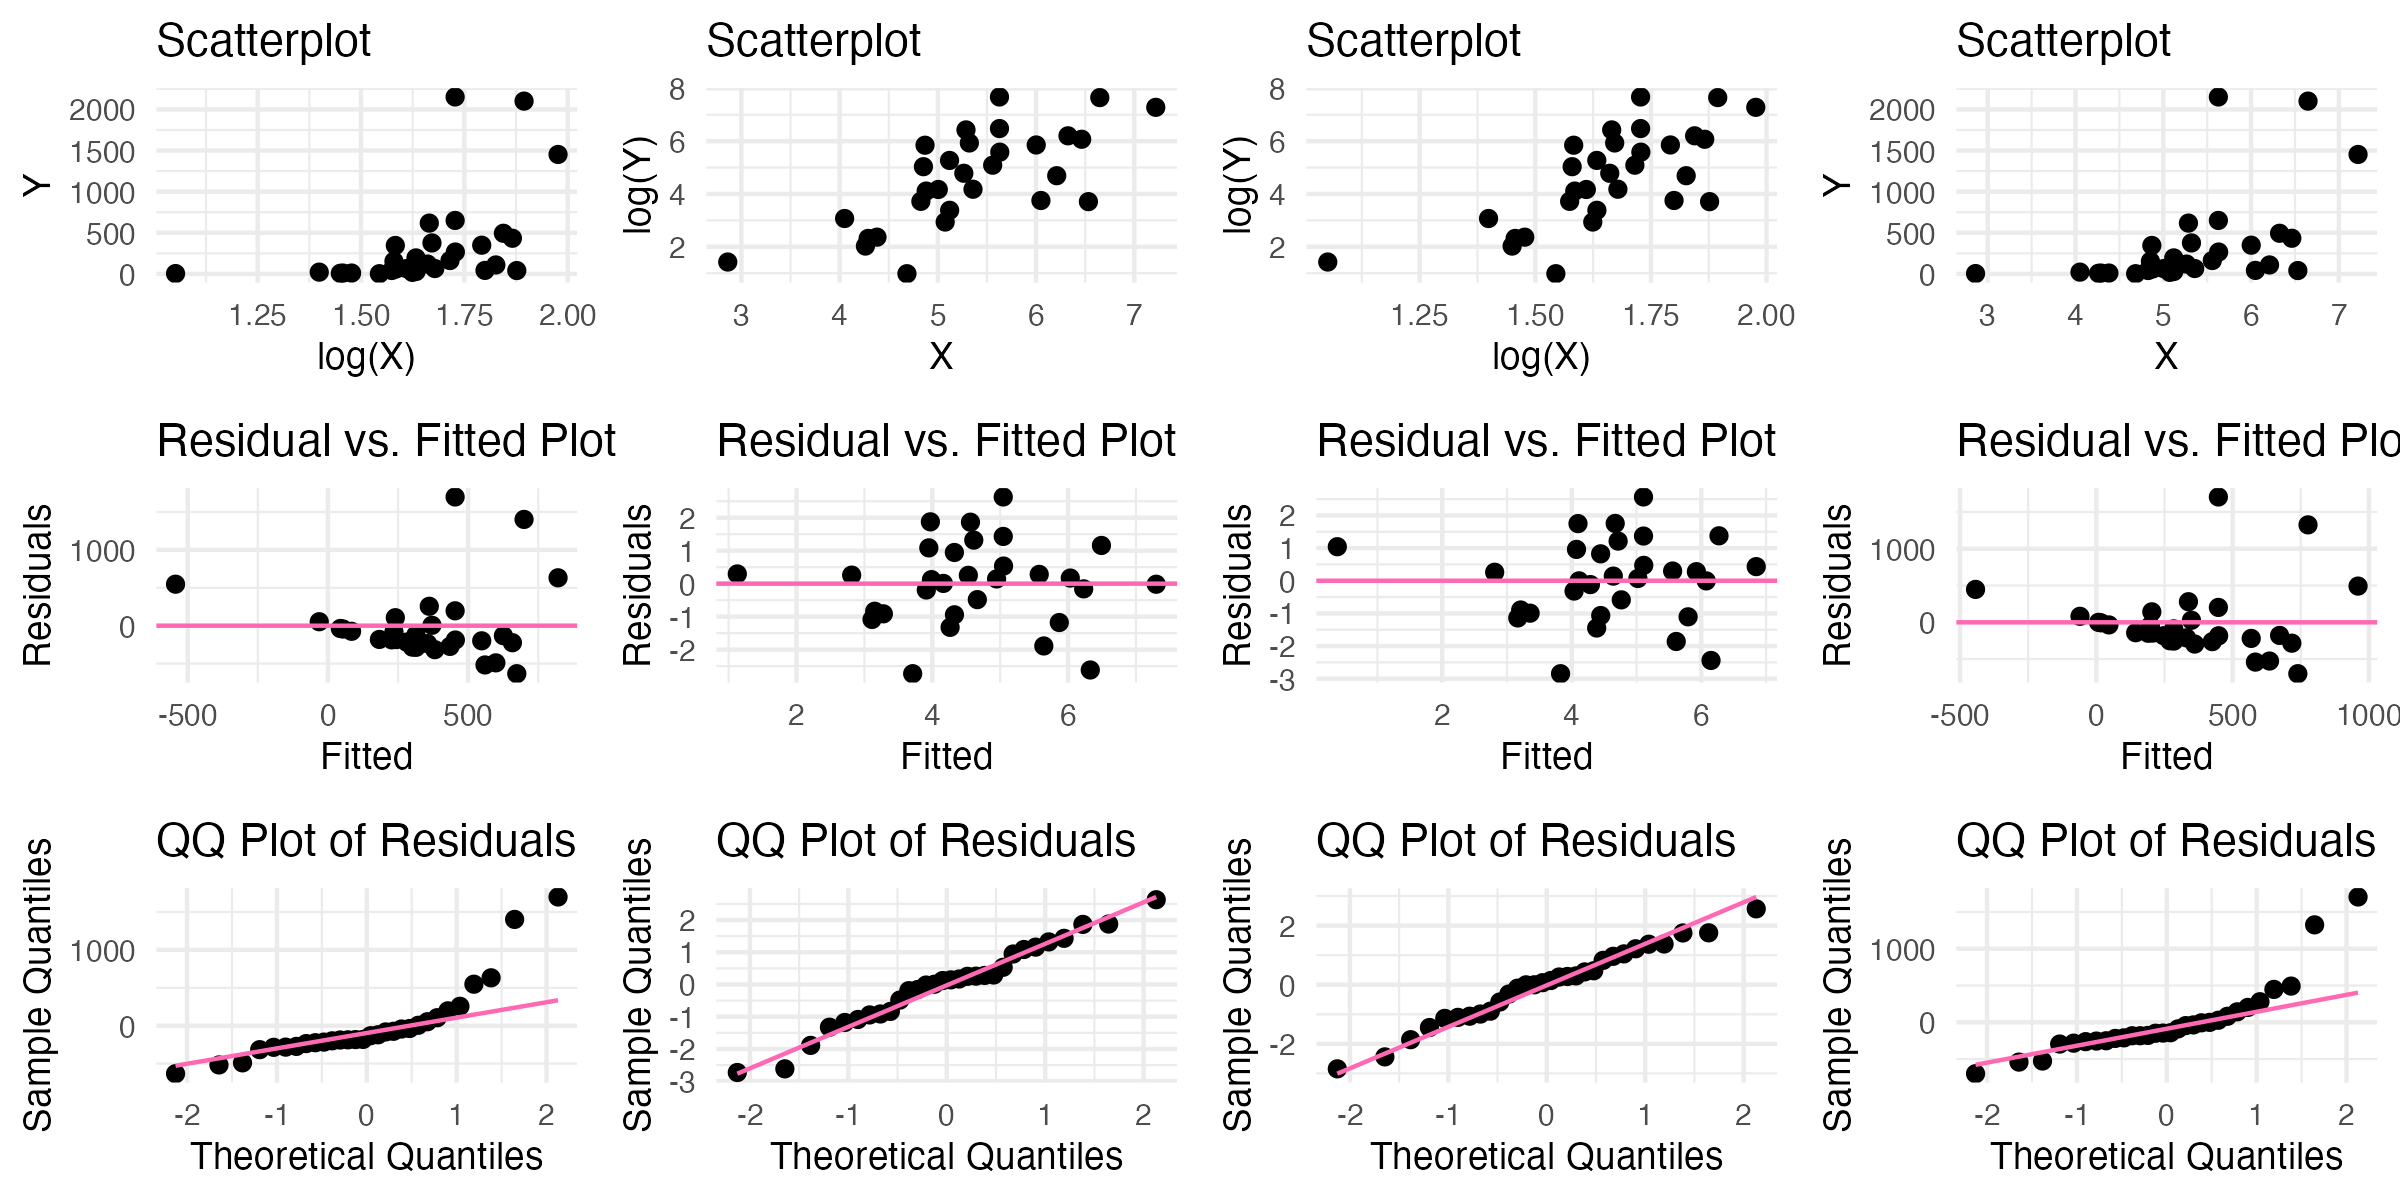 Scatterplot
Scatterplot
Scatterplot
Scatterplot
Y
2000
1500
1000
500
0
1.25 1.50 1.75 2.00
log(X)
log(Y)
8
6
4
2
3 4 5 6 7
X
log(Y)
8
6
4
2
1.25 1.50 1.75 2.00
log(X)
Y
2000
1500
1000
500
0
3 4 5 6 7
X
Residual vs. Fitted Plot
Residual vs. Fitted Plot
Residual vs. Fitted Plot
Residual vs. Fitted Plo
Residuals
1000
0
-500 0 500
Fitted
Residuals
2
1
0
-1
-2
2 4 6
Fitted
Residuals
2
1
0
-1
-2
-3
2 4 6
Fitted
Residuals
1000
0
-500 0 500 1000
Fitted
QQ Plot of Residuals
QQ Plot of Residuals
QQ Plot of Residuals
QQ Plot of Residuals
Sample Quantiles
1000
0
-2 -1 0 1 2
Theoretical Quantiles
Sample Quantiles
2
1
0
-1
-2
-3
-2 -1 0 1 2
Theoretical Quantiles
Sample Quantiles
2
0
-2
-2 -1 0 1 2
Theoretical Quantiles
Sample Quantiles
1000
0
-2 -1 0 1 2
Theoretical Quantiles